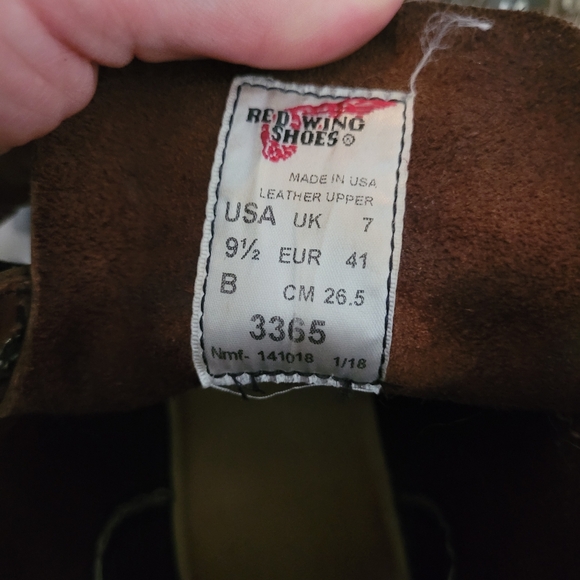 RED WING
SHOES®
MADE IN USA
LEATHER UPPER
USA UK 7
9½ EUR 41
B CM 26.5
3365
Nmf- 141018 1/18